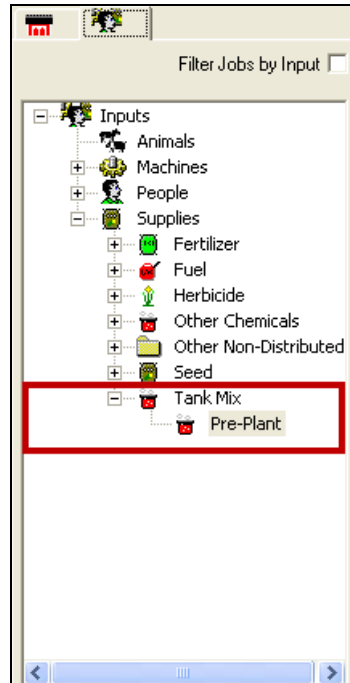 Filter Jobs by Input
Inputs
Animals
Machines
People
Supplies
Fertilizer
Fuel
Herbicide
Other Chemicals
Other Non-Distributed
Seed
Tank Mix
Pre-Plant